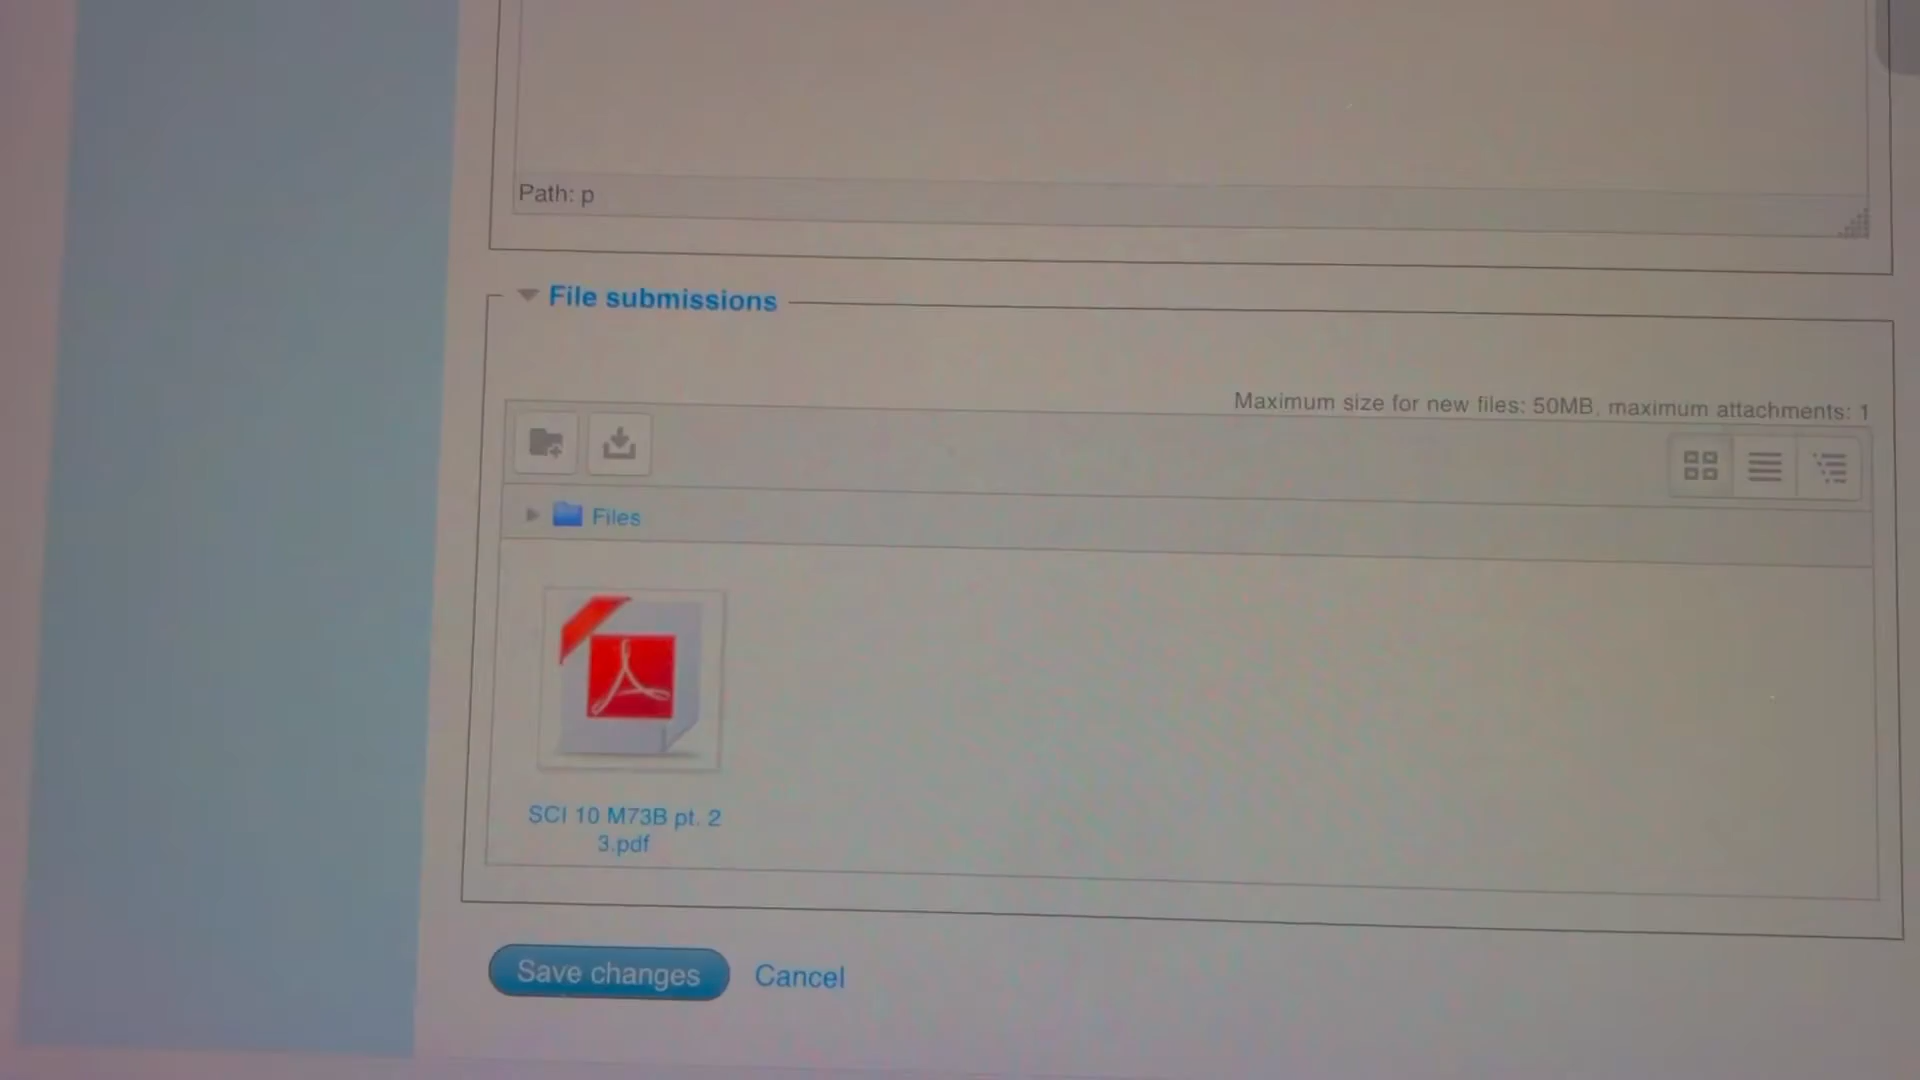 Path: p
File submissions
Maximum size for new files: 50MB, maximum attachments: 1
Files
SCI 10 M73B pt. 2
3.pdf
Save changes
Cancel